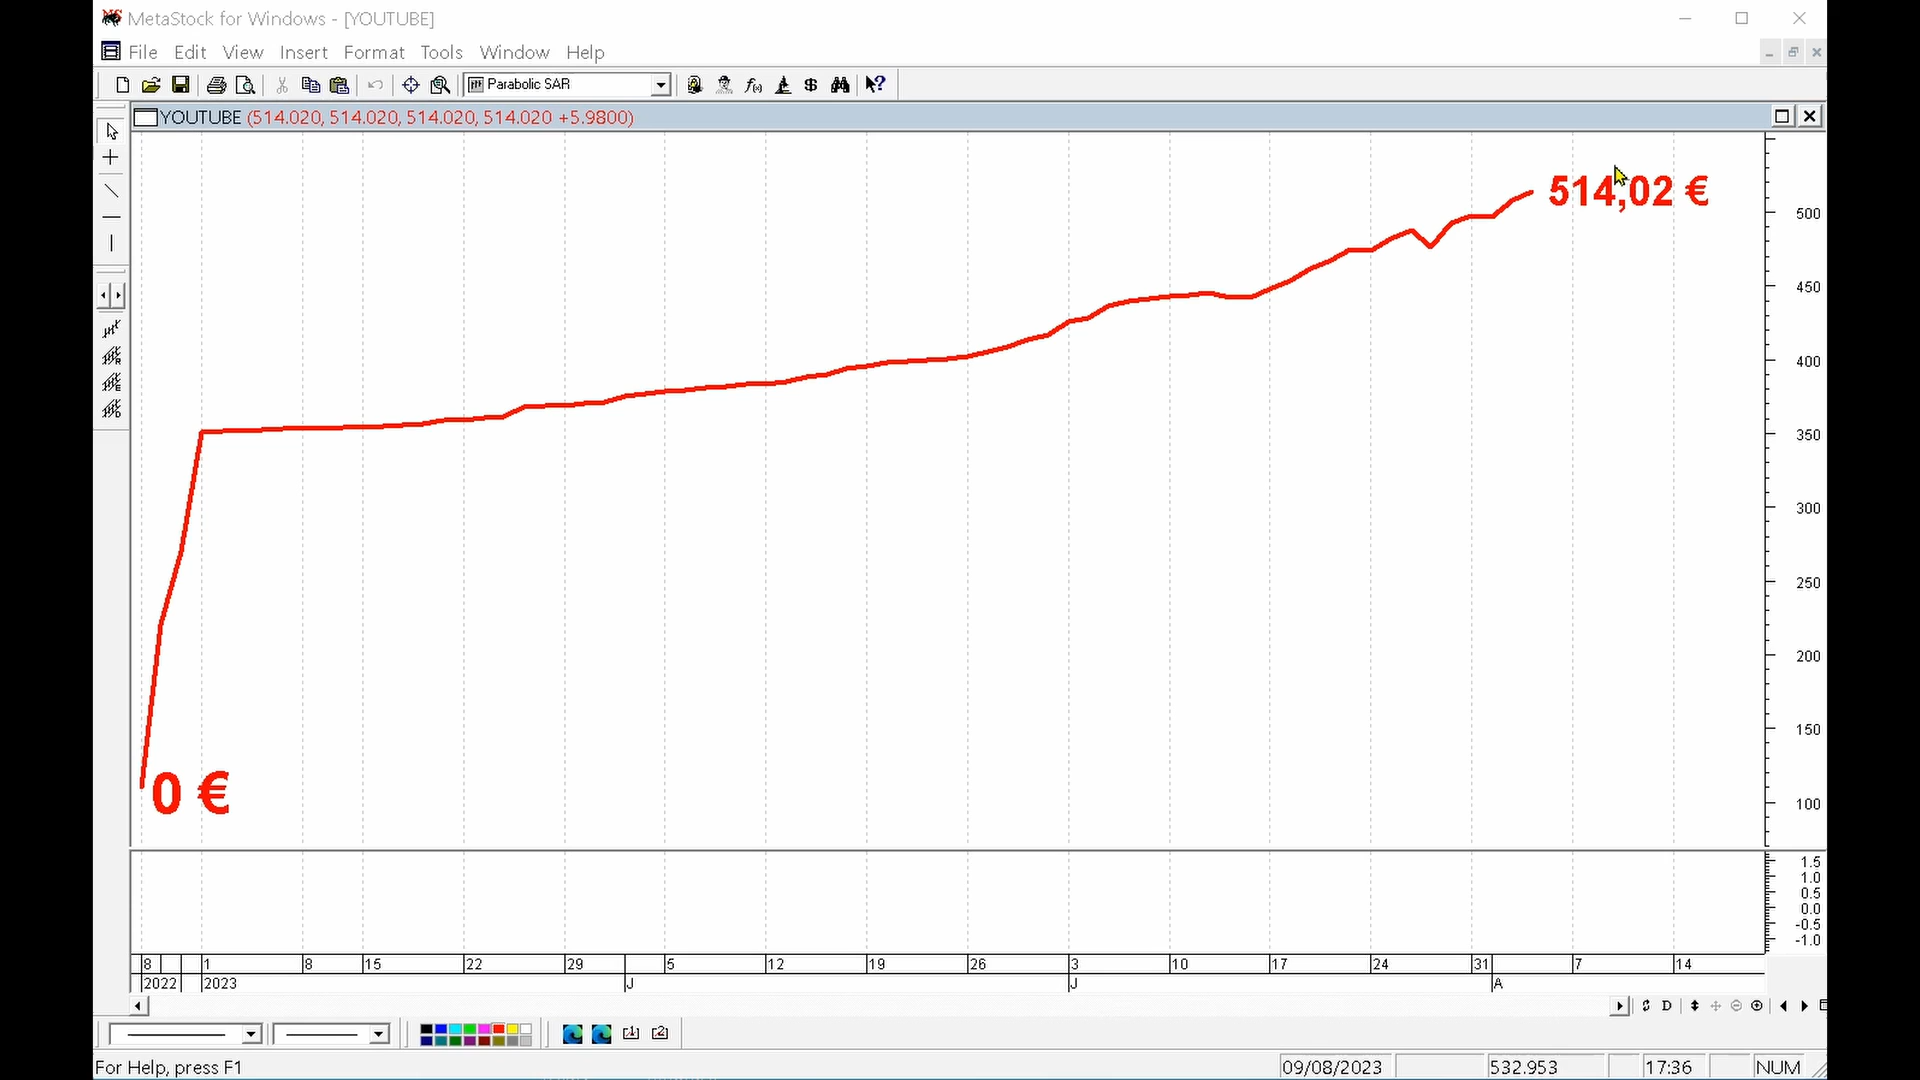 MetaStock for Windows - [YOUTUBE]
File Edit View Insert Format Tools Window Help
Parabolic SAR
YOUTUBE (514.020, 514.020, 514.020, 514.020 +5.9800)
514,02 €
500
450
400
350
300
250
200
150
100
0 €
1.5
1.0
0.5
0.0
-0.5
-1.0
8 1 8 15 22 29 5 12 19 26 3 10 17 24 31 7 14
2022 2023 J J A
D
1 2
For Help, press F1 09/08/2023 532.953 17:36 NUM